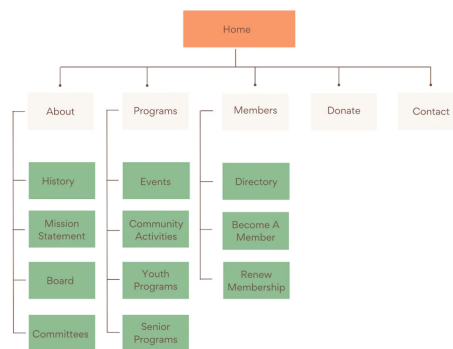 Home
About
Programs
Members
Donate
Contact
History
Events
Directory
Mission
Statement
Community
Activities
Become A
Member
Board
Youth
Programs
Renew
Membership
Committees
Senior
Programs